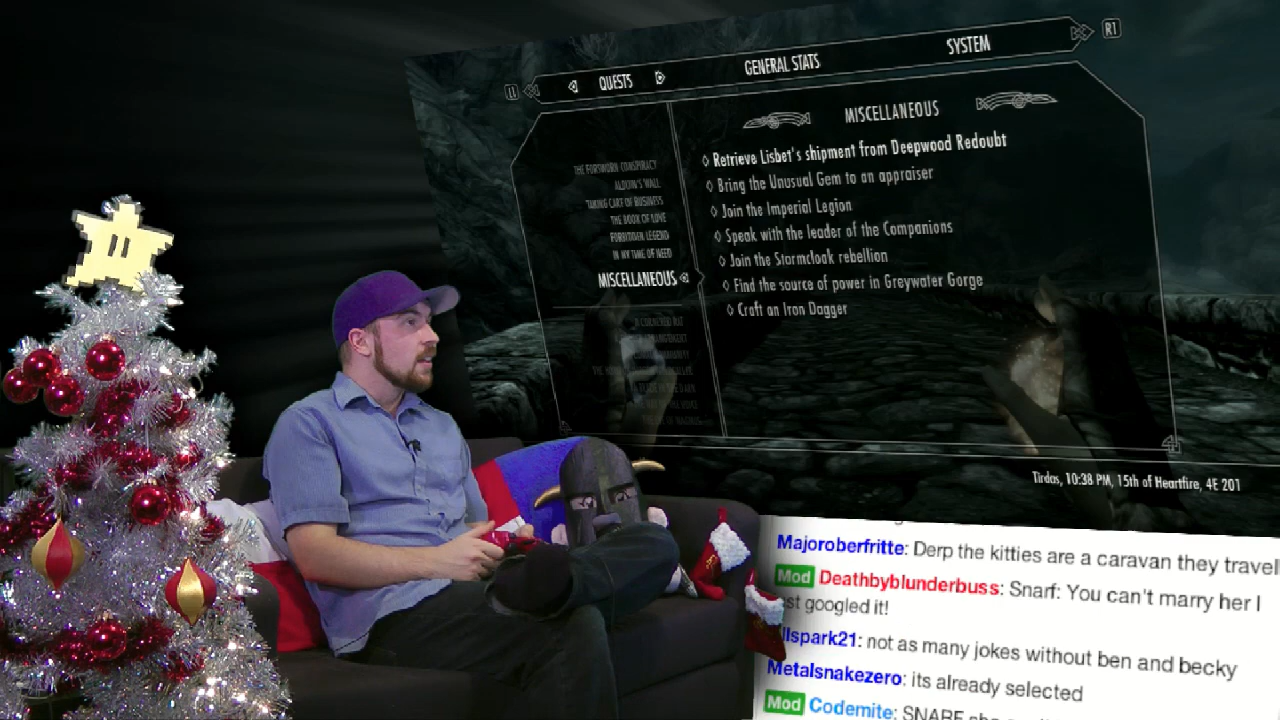 L1
QUESTS
GENERAL STATS
SYSTEM
R1
MISCELLANEOUS
Retrieve Lisbet's shipment from Deepwood Redoubt
Bring the Unusual Gem to an appraiser
Join the Imperial Legion
Speak with the leader of the Companions
Join the Stormcloak rebellion
Find the source of power in Greywater Gorge
Craft an Iron Dagger
THE FORSWORN CONSPIRACY
ALDUIN'S WALL
TAKING CARE OF BUSINESS
THE BOOK OF LOVE
FORBIDDEN LEGEND
IN MY TIME OF NEED
MISCELLANEOUS
Tirdas, 10:38 PM, 15th of Heartfire, 4E 201
Majoroberfritte: Derp the kitties are a caravan they travel
Mod Deathbyblunderbuss: Snarf: You can't marry her I
googled it!
not as many jokes without ben and becky
Metalsnakezero: its already selected
Mod Codemite: SNARF